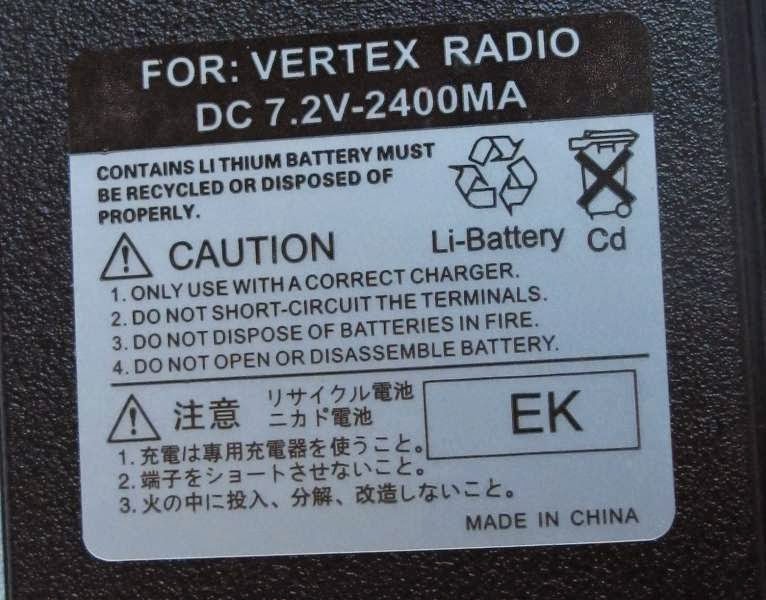 FOR: VERTEX RADIO
DC 7.2V-2400MA
CONTAINS LI THIUM BATTERY MUST
BE RECYCLED OR DISPOSED OF
PROPERLY.
Li-Battery Cd
CAUTION
1. ONLY USE WITH A CORRECT CHARGER.
2. DO NOT SHORT-CIRCUIT THE TERMINALS.
3. DO NOT DISPOSE OF BATTERIES IN FIRE.
4. DO NOT OPEN OR DISASSEMBLE BATTERY.
注意
リサイクル電池
ニカド電池
EK
1. 充電は専用充電器を使うこと。
2. 端子をショートさせないこと。
3. 火の中に投入、分解、改造しないこと。
MADE IN CHINA